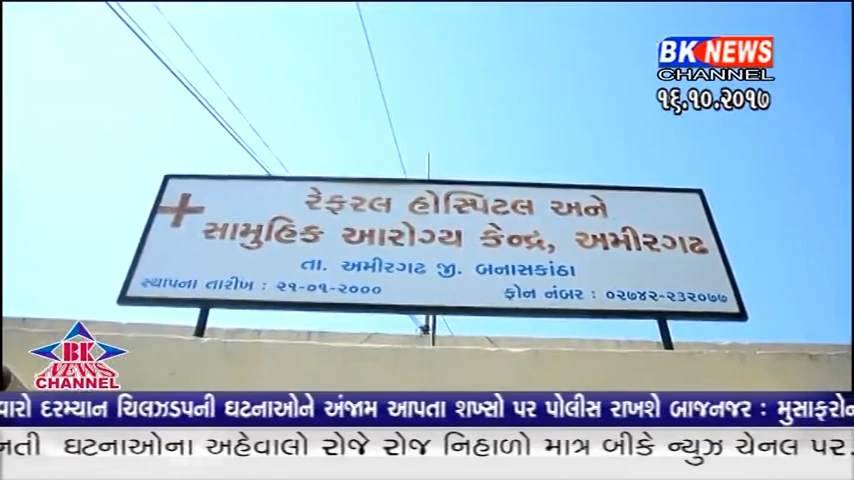 BK NEWS
CHANNEL
૧૬.૧૦.૨૦૧૭
રેફરલ હોસ્પિટલ અને
સામુહિક આરોગ્ય કેન્દ્ર, અમીરગઢ
તા. અમીરગઢ જી. બનાસકાંઠા
સ્થાપના તારીખ : ૨૧-૦૧-૨૦૦૦
ફોન નંબર : ૦૨૭૪૨-૨૩૨૦૭૭
BK
NEWS
CHANNEL
વારો દરમ્યાન ચિલઝડપની ઘટનાઓને અંજામ આપતા શખ્સો પર પોલીસ રાખશે બાજનજર : મુસાફરોન
નતી ઘટનાઓના અહેવાલો રોજે રોજ નિહાળો માત્ર બીકે ન્યુઝ ચેનલ પર..